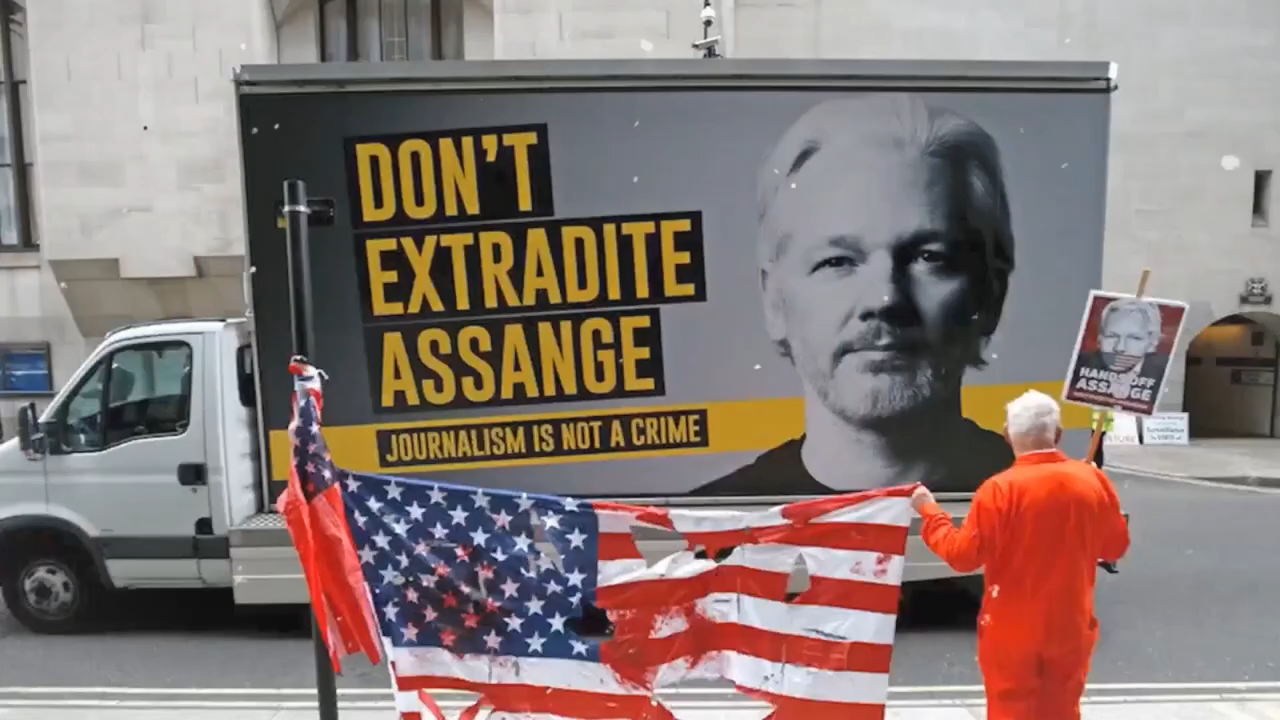 DON'T
EXTRADITE
ASSANGE
JOURNALISM IS NOT A CRIME
HANDS OFF
ASSANGE